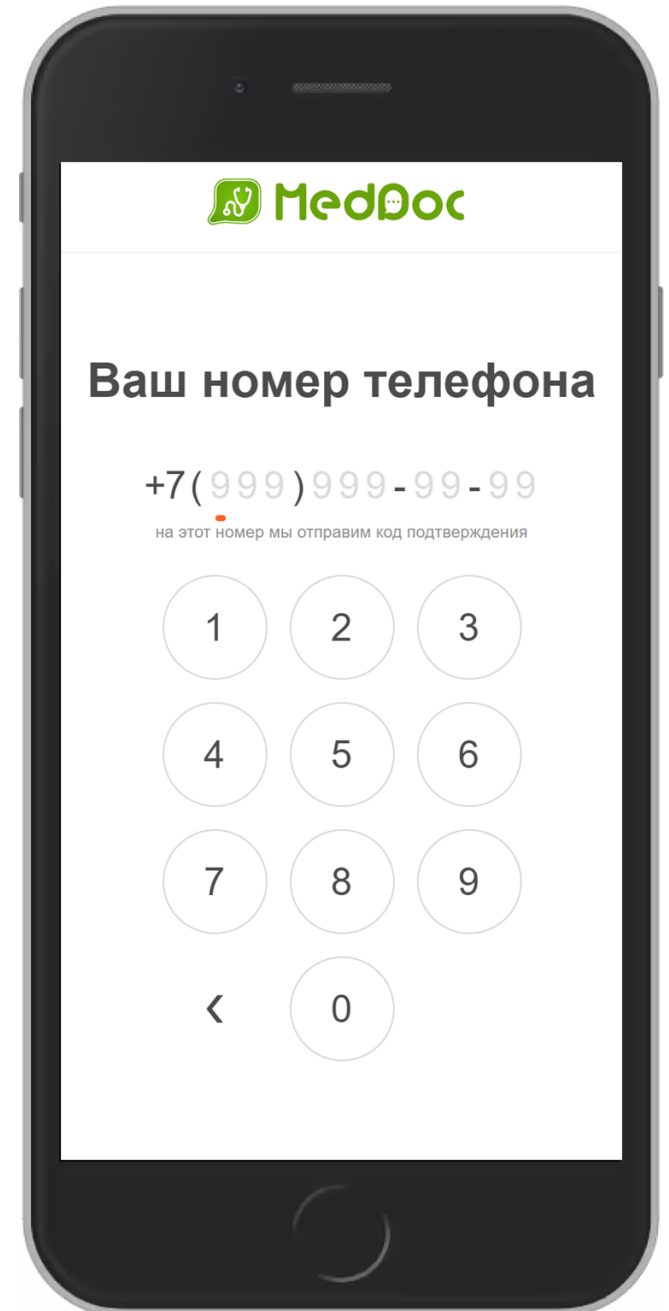 MedDoc
Ваш номер телефона
+7(999)999-99-99
на этот номер мы отправим код подтверждения
1 2 3
4 5 6
7 8 9
‹ 0